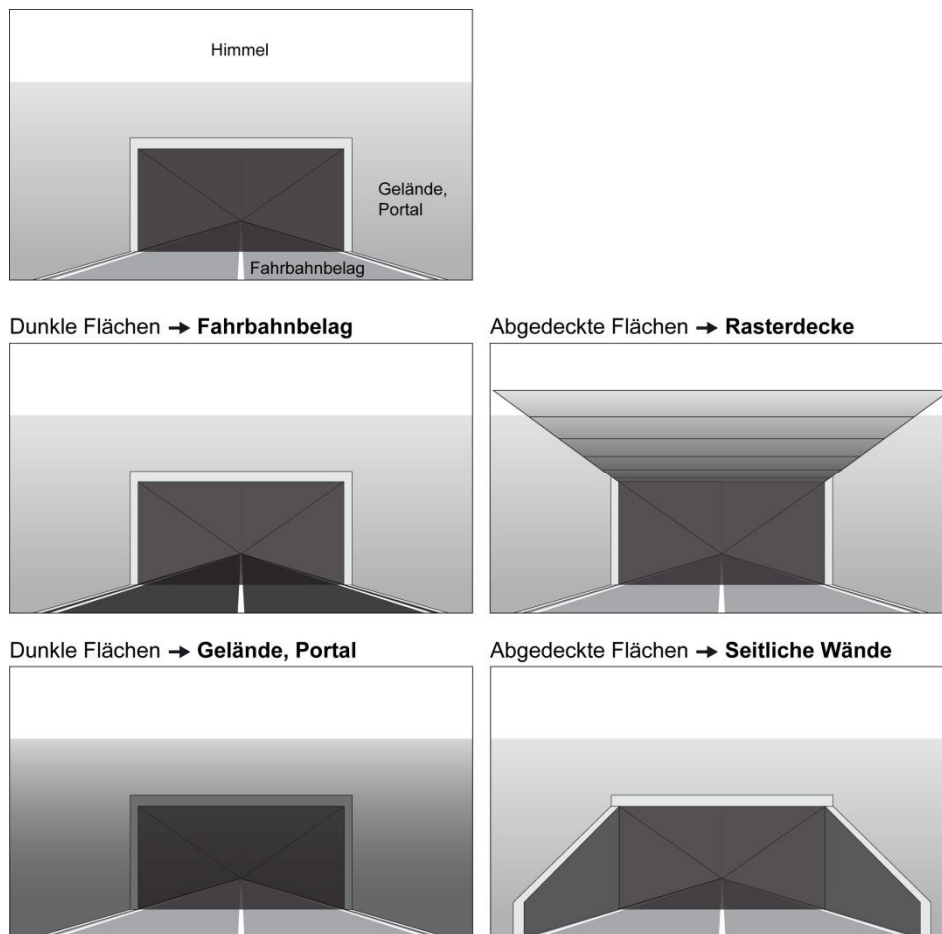 Himmel
Gelände,
Portal
Fahrbahnbelag
Dunkle Flächen → Fahrbahnbelag
Abgedeckte Flächen → Rasterdecke
Dunkle Flächen → Gelände, Portal
Abgedeckte Flächen → Seitliche Wände